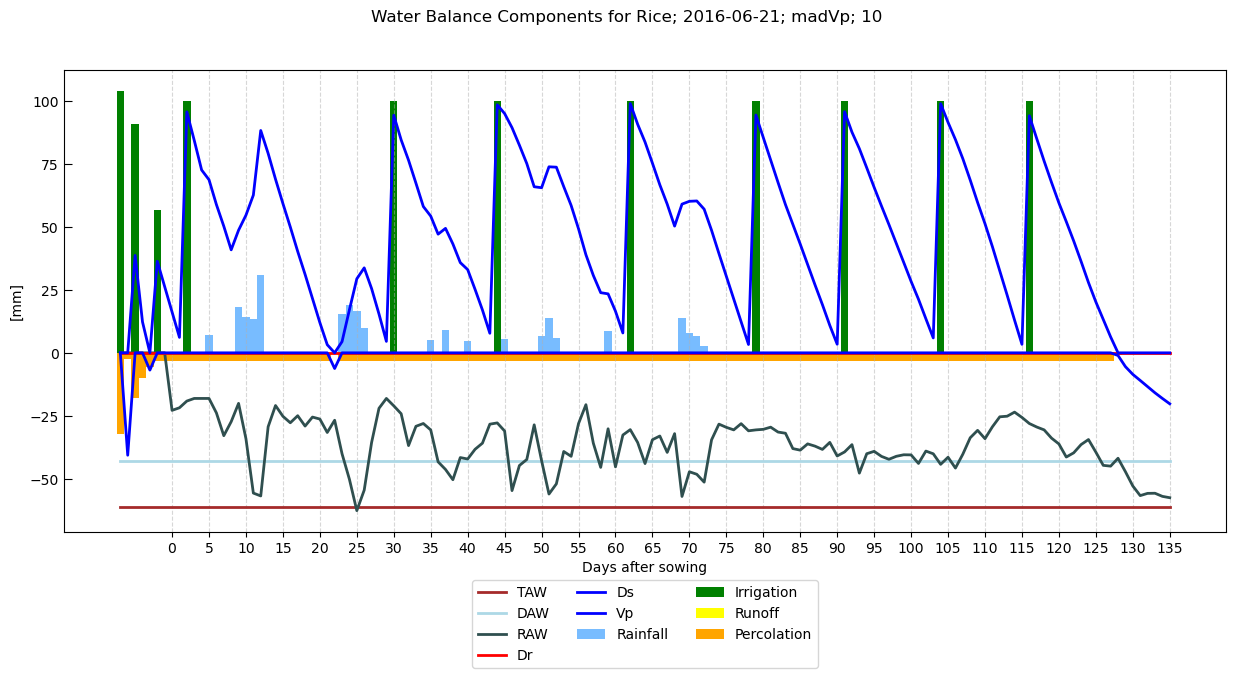 Water Balance Components for Rice; 2016-06-21; madVp; 10
100
75
50
25
0
−25
−50
[mm]
0 5 10 15 20 25 30 35 40 45 50 55 60 65 70 75 80 85 90 95 100 105 110 115 120 125 130 135
Days after sowing
TAW Ds Irrigation
DAW Vp Runoff
RAW Rainfall Percolation
Dr